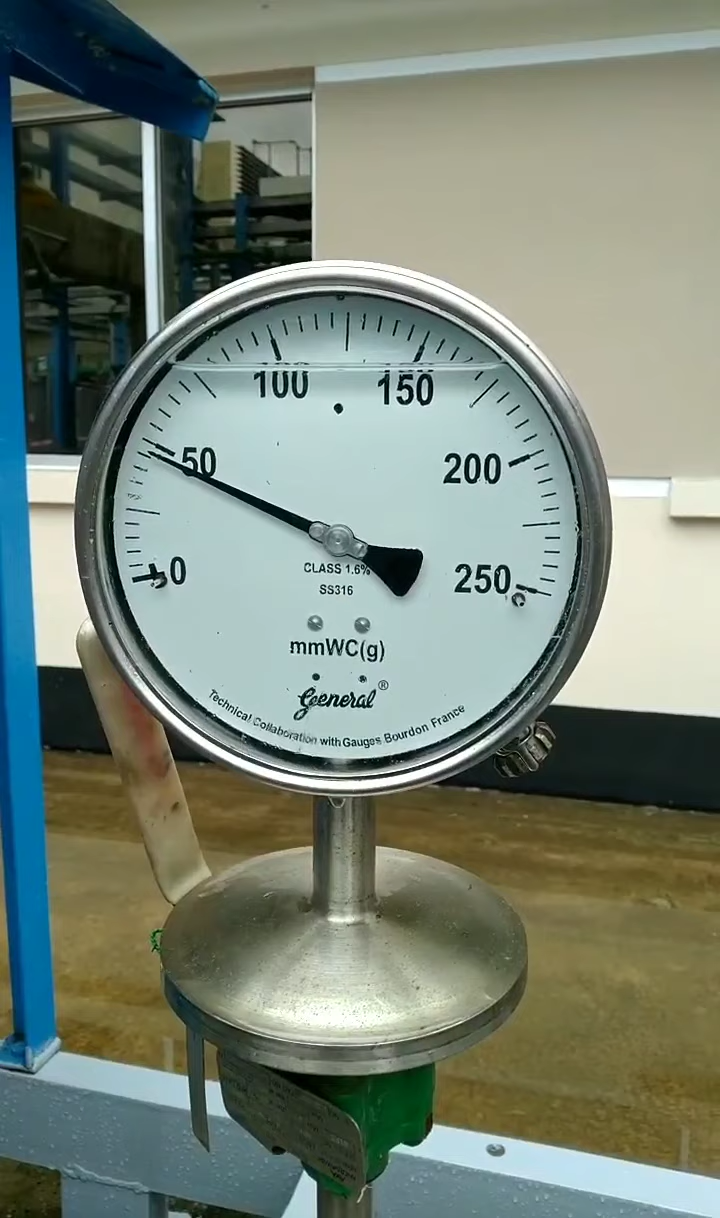 100 150
50 200
0 250
CLASS 1.6%
SS316
mmWC(g)
General ®
Technical Collaboration with Gauges Bourdon France